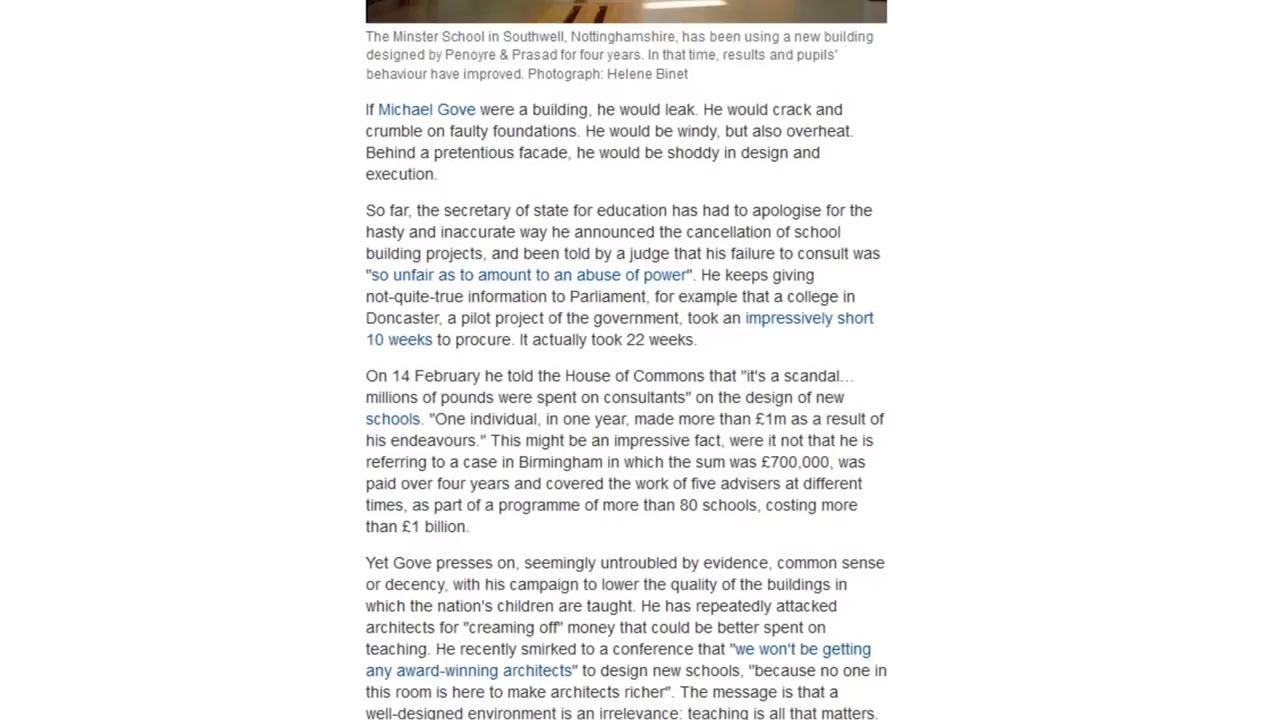 The Minster School in Southwell, Nottinghamshire, has been using a new building
designed by Penoyre & Prasad for four years. In that time, results and pupils'
behaviour have improved. Photograph: Helene Binet
If Michael Gove were a building, he would leak. He would crack and
crumble on faulty foundations. He would be windy, but also overheat.
Behind a pretentious facade, he would be shoddy in design and
execution.
So far, the secretary of state for education has had to apologise for the
hasty and inaccurate way he announced the cancellation of school
building projects, and been told by a judge that his failure to consult was
"so unfair as to amount to an abuse of power". He keeps giving
not-quite-true information to Parliament, for example that a college in
Doncaster, a pilot project of the government, took an impressively short
10 weeks to procure. It actually took 22 weeks.
On 14 February he told the House of Commons that "it's a scandal…
millions of pounds were spent on consultants" on the design of new
schools. "One individual, in one year, made more than £1m as a result of
his endeavours." This might be an impressive fact, were it not that he is
referring to a case in Birmingham in which the sum was £700,000, was
paid over four years and covered the work of five advisers at different
times, as part of a programme of more than 80 schools, costing more
than £1 billion.
Yet Gove presses on, seemingly untroubled by evidence, common sense
or decency, with his campaign to lower the quality of the buildings in
which the nation's children are taught. He has repeatedly attacked
architects for "creaming off" money that could be better spent on
teaching. He recently smirked to a conference that "we won't be getting
any award-winning architects" to design new schools, "because no one in
this room is here to make architects richer". The message is that a
well-designed environment is an irrelevance: teaching is all that matters.